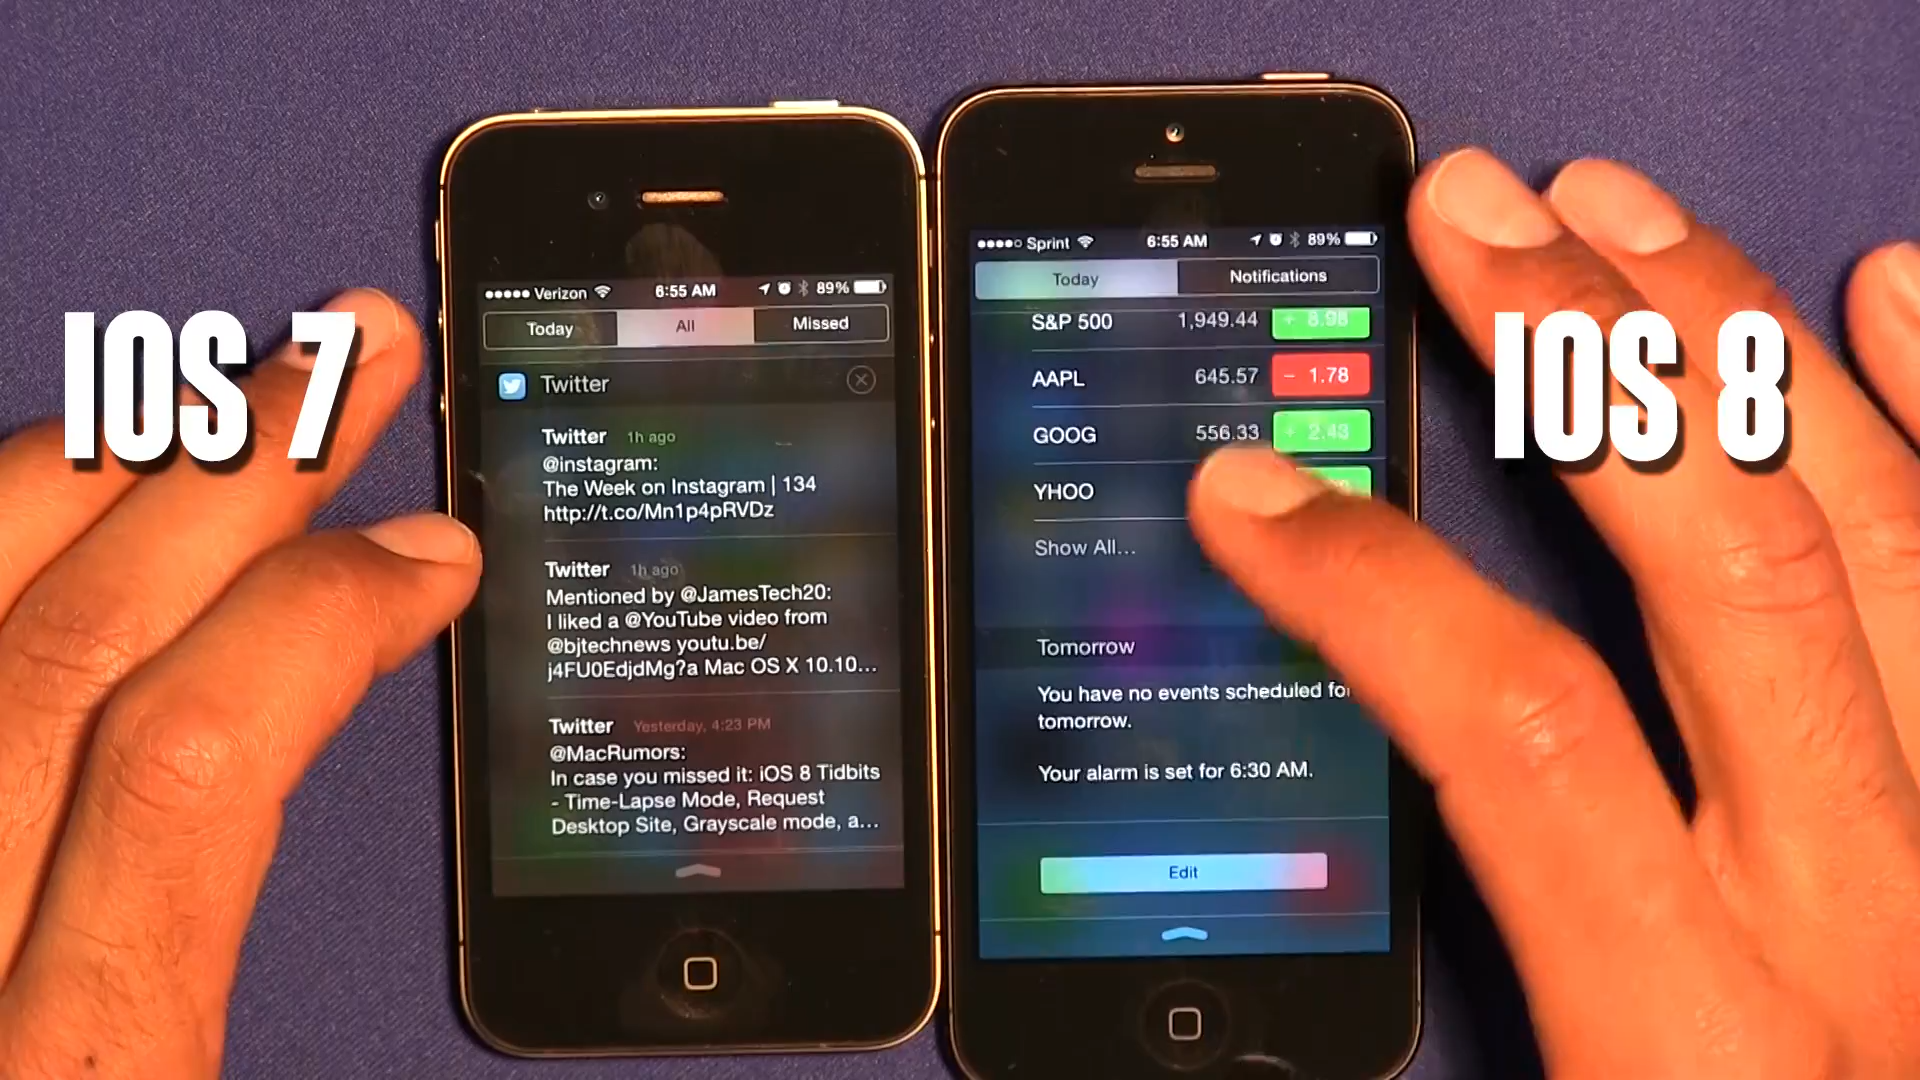 IOS 7
Verizon 6:55 AM 89%
Today All Missed
Twitter
Twitter 1h ago
@instagram:
The Week on Instagram | 134
http://t.co/Mn1p4pRVDz
Twitter 1h ago
Mentioned by @JamesTech20:
I liked a @YouTube video from
@bjtechnews youtu.be/
j4FU0EdjdMg?a Mac OS X 10.10...
Twitter Yesterday, 4:23 PM
@MacRumors:
In case you missed it: iOS 8 Tidbits
- Time-Lapse Mode, Request
Desktop Site, Grayscale mode, a...
Sprint 6:55 AM 89%
Today Notifications
S&P 500 1,949.44 + 8.98
AAPL 645.57 - 1.78
GOOG 556.33 + 2.43
YHOO
Show All...
Tomorrow
You have no events scheduled for
tomorrow.
Your alarm is set for 6:30 AM.
Edit
IOS 8